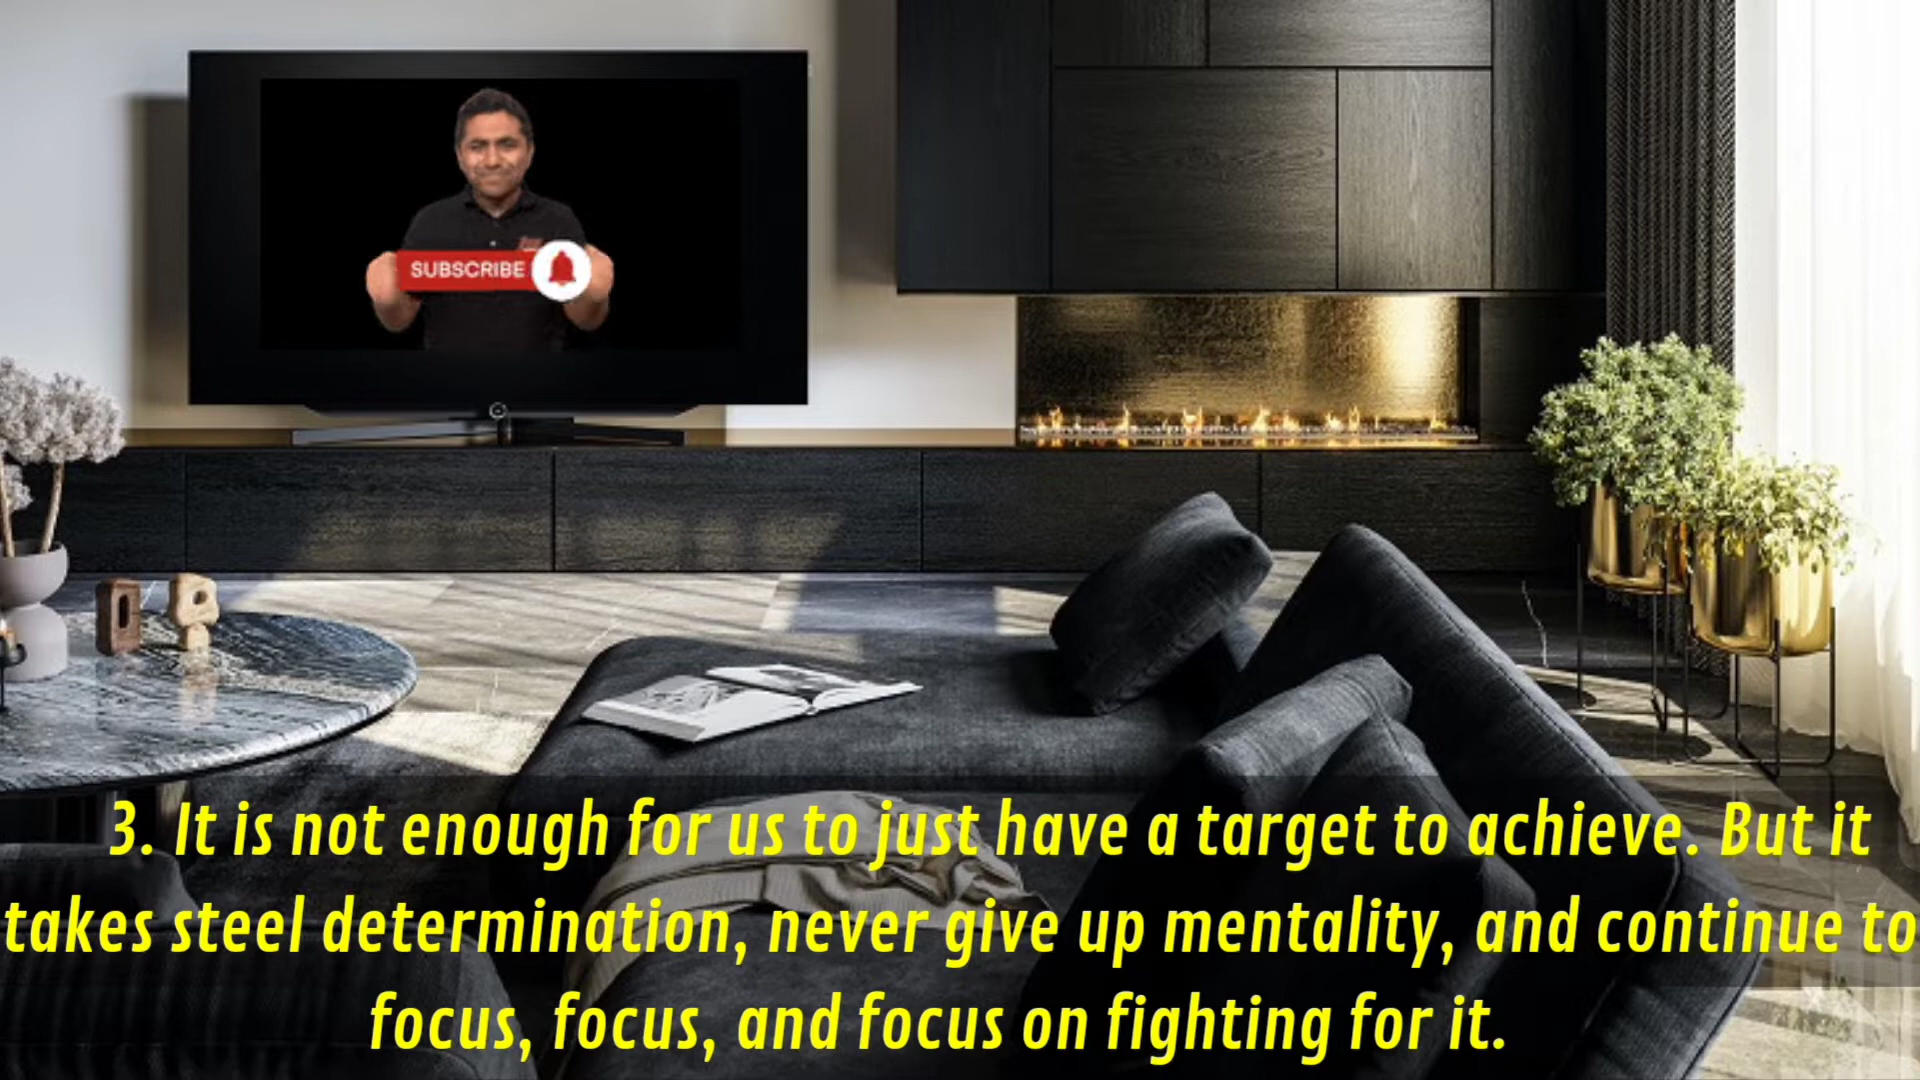 SUBSCRIBE
3. It is not enough for us to just have a target to achieve. But it
takes steel determination, never give up mentality, and continue to
focus, focus, and focus on fighting for it.